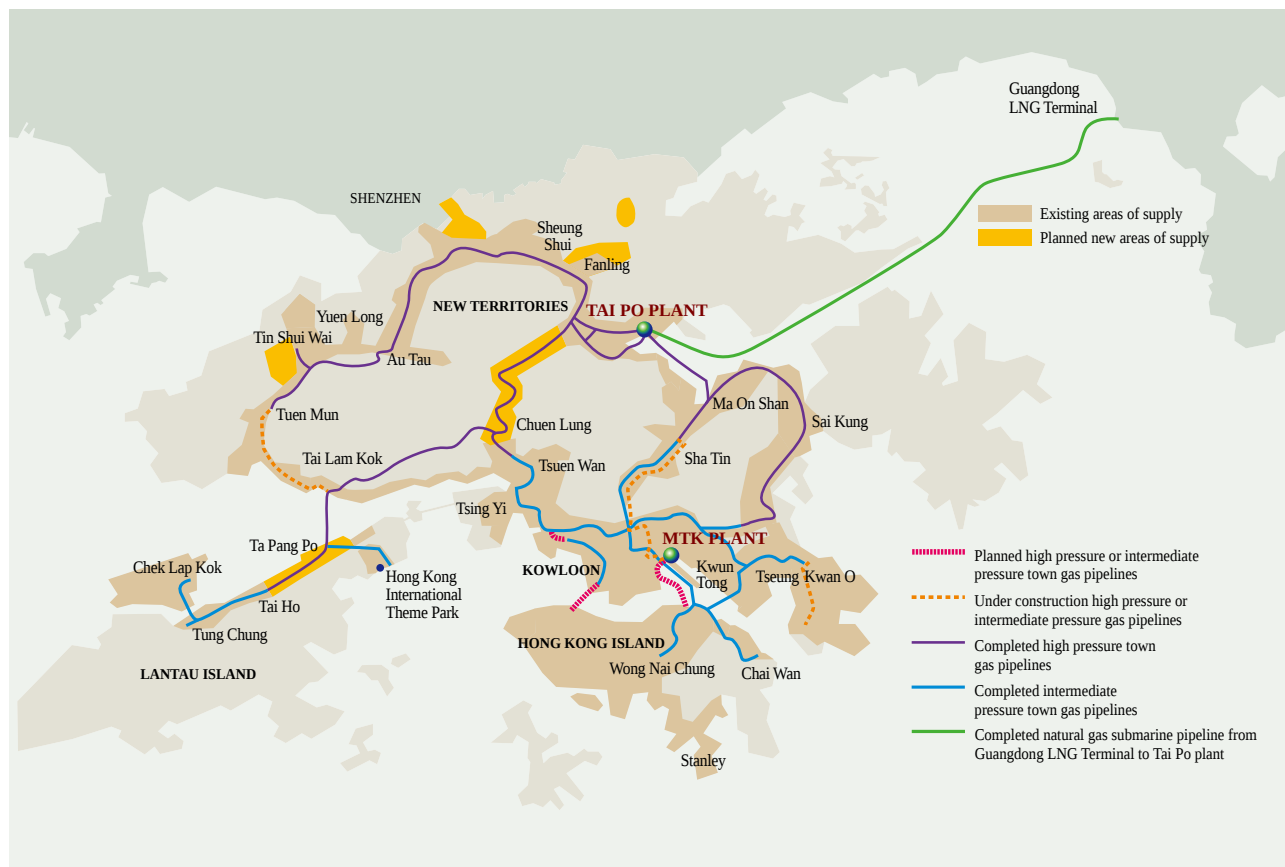 Guangdong
LNG Terminal
SHENZHEN
Existing areas of supply
Sheung
Shui
Planned new areas of supply
Fanling
NEW TERRITORIES
TAI PO PLANT
Yuen Long
Tin Shui Wai
Au Tau
Ma On Shan
Tuen Mun
Sai Kung
Chuen Lung
Tai Lam Kok
Sha Tin
Tsuen Wan
Tsing Yi
MTK PLANT
Ta Pang Po
Planned high pressure or intermediate
pressure town gas pipelines
Chek Lap Kok
Kwun
Tong
KOWLOON
Tseung Kwan O
Hong Kong
International
Theme Park
Tai Ho
Under construction high pressure or
intermediate pressure gas pipelines
Tung Chung
HONG KONG ISLAND
Completed high pressure town
gas pipelines
Wong Nai Chung
Chai Wan
LANTAU ISLAND
Completed intermediate
pressure town gas pipelines
Completed natural gas submarine pipeline from
Guangdong LNG Terminal to Tai Po plant
Stanley